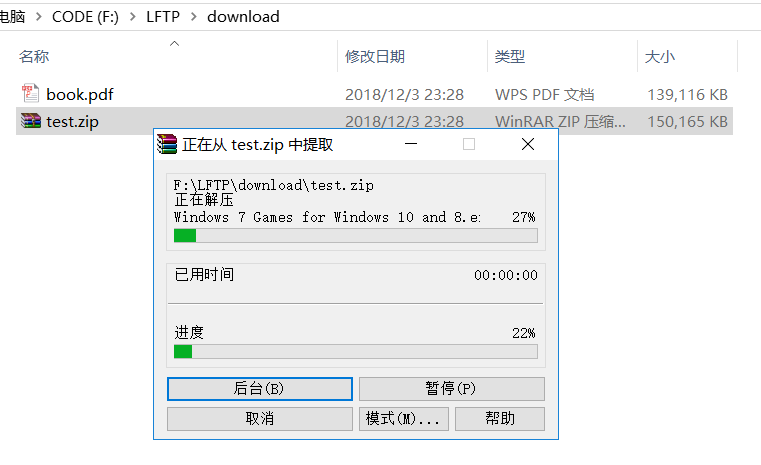 电脑 > CODE (F:) > LFTP > download
名称 修改日期 类型 大小
book.pdf 2018/12/3 23:28 WPS PDF 文档 139,116 KB
test.zip 2018/12/3 23:28 WinRAR ZIP 压缩... 150,165 KB
正在从 test.zip 中提取
F:\LFTP\download\test.zip
正在解压
Windows 7 Games for Windows 10 and 8.e: 27%
已用时间 00:00:00
进度 22%
后台(B) 暂停(P)
取消 模式(M)... 帮助